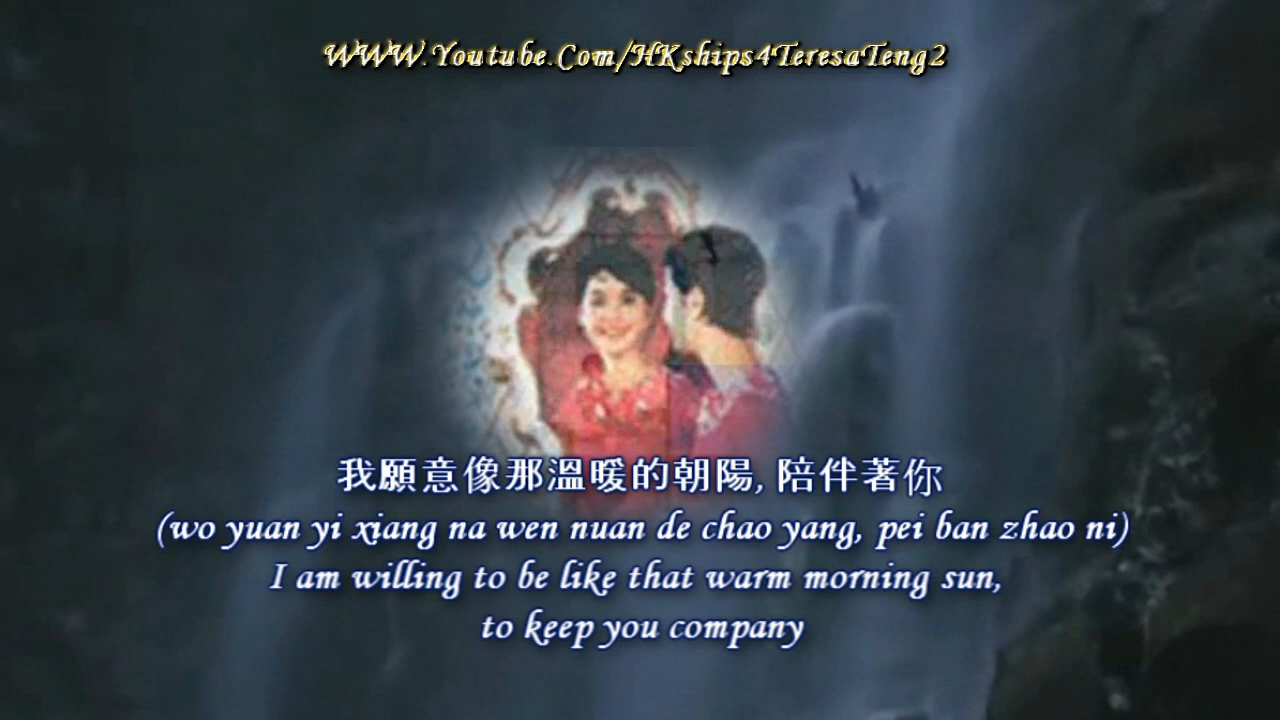 WWW.Youtube.Com/HKships4TeresaTeng2
我願意像那溫暖的朝陽, 陪伴著你
(wo yuan yi xiang na wen nuan de chao yang, pei ban zhao ni)
I am willing to be like that warm morning sun,
to keep you company